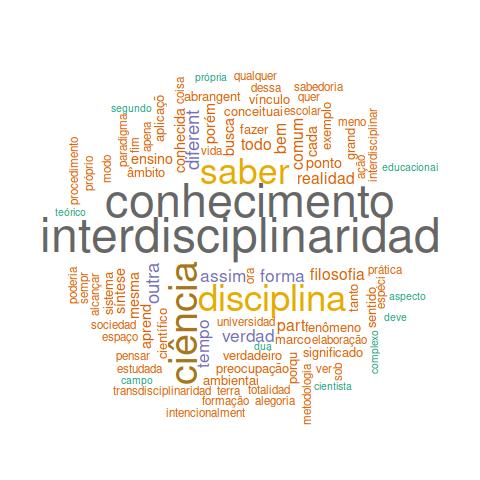 própria
qualquer
segundo
abrangent
coisa
dessa
sabedoria
vínculo
quer
aplicaçõ
porém
conceituai
escolar
exemplo
meno
procedimento
próprio
modo
paradigma
fim
apena
conhecida
diferent
busca
fazer
bem
comum
cada
grand
ação
interdisciplinar
ensino
vida
todo
ponto
educacionai
âmbito
saber
realidad
teórico
conhecimento
interdisciplinaridad
poderia
sempr
alcançar
sistema
síntese
mesma
outra
ciência
assim
ora
forma
filosofia
prática
tanto
sentido
especi
aspecto
disciplina
sociedad
espaço
aprend
científico
tempo
universidad
part
fenômeno
deve
verdad
marco
elaboração
complexo
pensar
dua
verdadeiro
porqu
significado
estudada
preocupação
ver
sob
campo
ambientai
cientista
transdisciplinaridad
terra
totalidad
metodologia
formação
alegoria
intencionalment